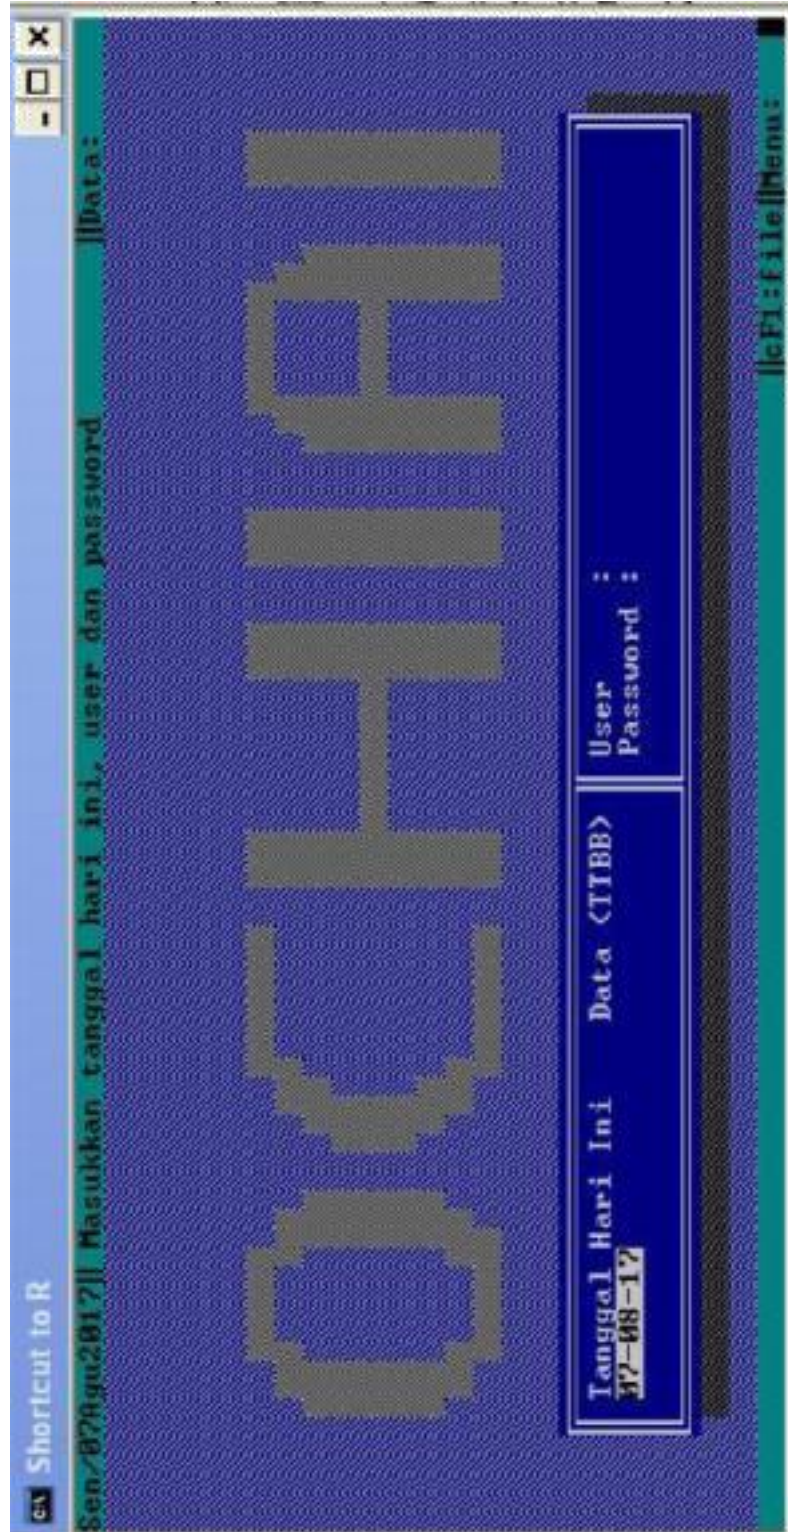 Shortcut to R
Sen/07Agu2017|| Masukkan tanggal hari ini, user dan password ||Data:
OCHIAI
Tanggal Hari Ini Data <TTBB> User :
07-08-17 Password :
||cF1:File||Menu: